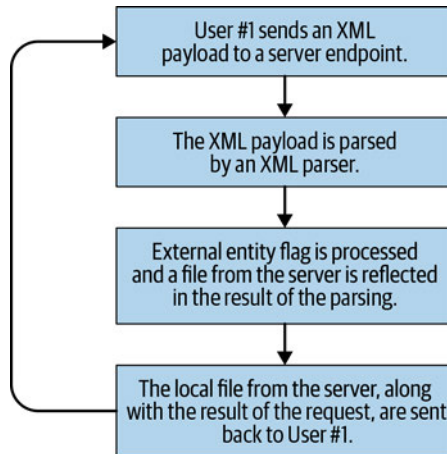 User #1 sends an XML
payload to a server endpoint.
The XML payload is parsed
by an XML parser.
External entity flag is processed
and a file from the server is reflected
in the result of the parsing.
The local file from the server, along
with the result of the request, are sent
back to User #1.